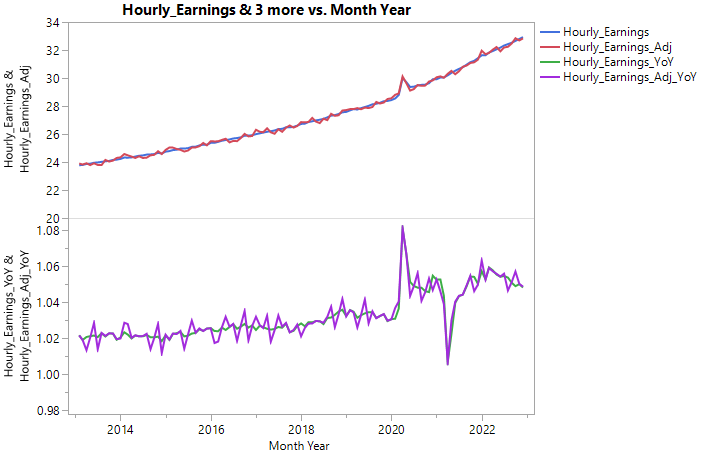 Hourly_Earnings & 3 more vs. Month Year
Hourly_Earnings &
Hourly_Earnings_Adj
34
32
30
28
26
24
22
20
Hourly_Earnings_YoY &
Hourly_Earnings_Adj_YoY
1.08
1.06
1.04
1.02
1.00
0.98
2014
2016
2018
2020
2022
Month Year
Hourly_Earnings
Hourly_Earnings_Adj
Hourly_Earnings_YoY
Hourly_Earnings_Adj_YoY